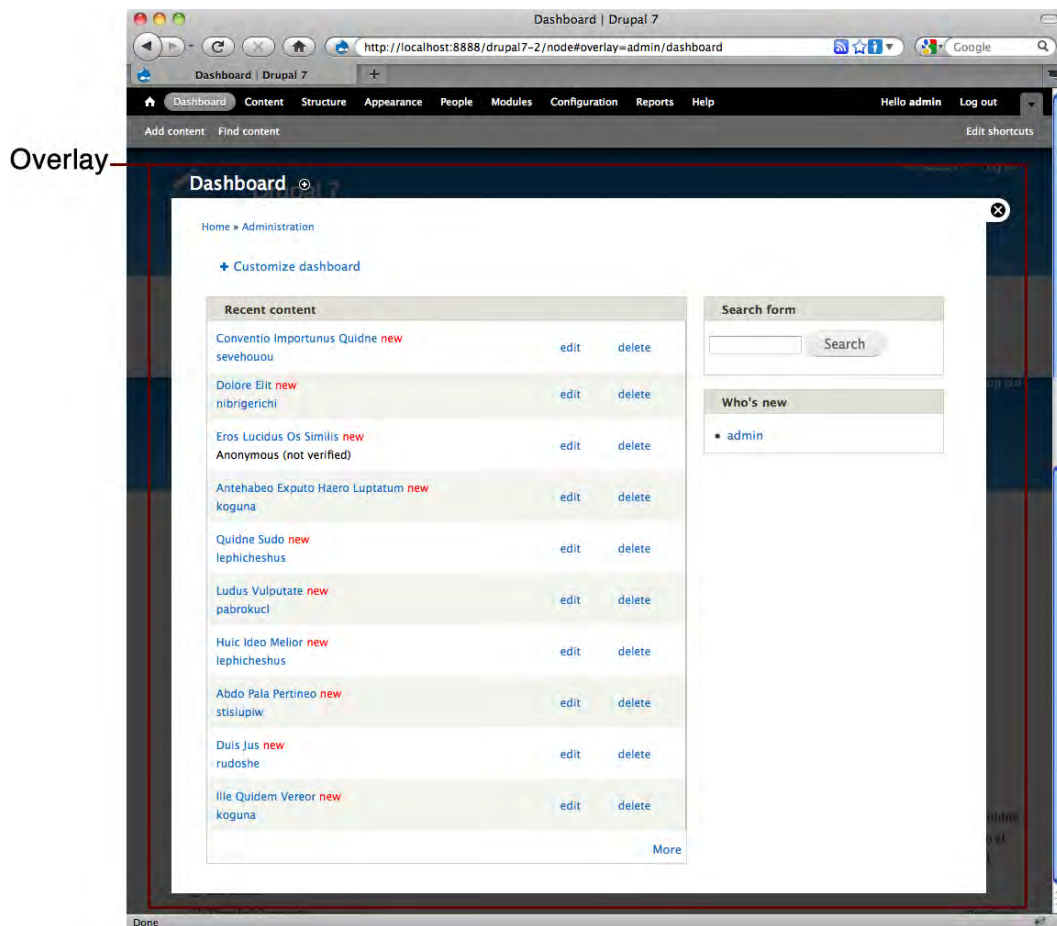 Dashboard | Drupal 7
http://localhost:8888/drupal7-2/node#overlay=admin/dashboard
Google
Dashboard | Drupal 7 +
Dashboard Content Structure Appearance People Modules Configuration Reports Help Hello admin Log out
Add content Find content Edit shortcuts
Overlay
Dashboard
Drupal 7
Home » Administration
+ Customize dashboard
Recent content
Conventio Importunus Quidne new
sevehouou
edit delete
Dolore Elit new
nibrigerichi
edit delete
Eros Lucidus Os Similis new
Anonymous (not verified)
edit delete
Antehabeo Exputo Haero Luptatum new
koguna
edit delete
Quidne Sudo new
lephicheshus
edit delete
Ludus Vulputate new
pabrokucl
edit delete
Huic Ideo Melior new
lephicheshus
edit delete
Abdo Pala Pertineo new
stisiupiw
edit delete
Duis Jus new
rudoshe
edit delete
Ille Quidem Vereor new
koguna
edit delete
More
Search form
Search
Who's new
• admin
Done